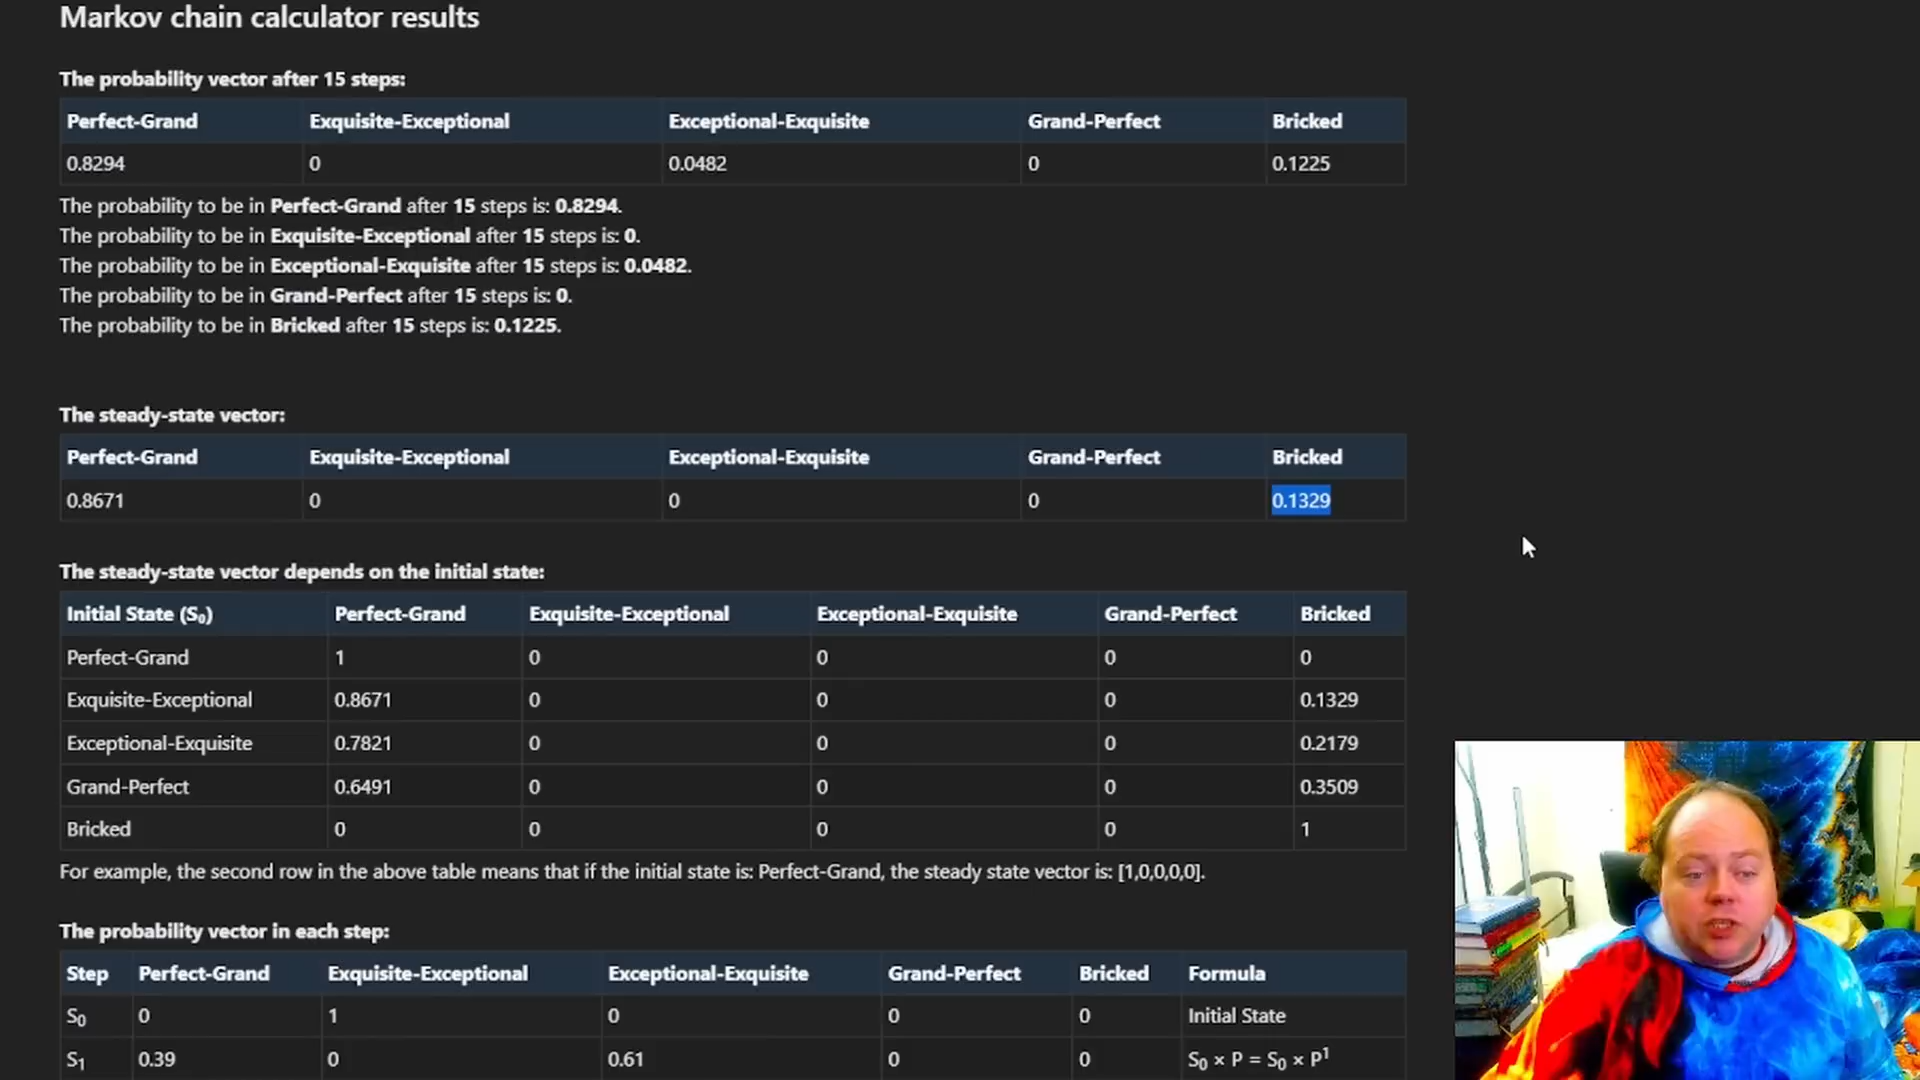 Markov chain calculator results
The probability vector after 15 steps:
Perfect-Grand Exquisite-Exceptional Exceptional-Exquisite Grand-Perfect Bricked
0.8294 0 0.0482 0 0.1225
The probability to be in Perfect-Grand after 15 steps is: 0.8294.
The probability to be in Exquisite-Exceptional after 15 steps is: 0.
The probability to be in Exceptional-Exquisite after 15 steps is: 0.0482.
The probability to be in Grand-Perfect after 15 steps is: 0.
The probability to be in Bricked after 15 steps is: 0.1225.
The steady-state vector:
Perfect-Grand Exquisite-Exceptional Exceptional-Exquisite Grand-Perfect Bricked
0.8671 0 0 0 0.1329
The steady-state vector depends on the initial state:
Initial State (S₀) Perfect-Grand Exquisite-Exceptional Exceptional-Exquisite Grand-Perfect Bricked
Perfect-Grand 1 0 0 0 0
Exquisite-Exceptional 0.8671 0 0 0 0.1329
Exceptional-Exquisite 0.7821 0 0 0 0.2179
Grand-Perfect 0.6491 0 0 0 0.3509
Bricked 0 0 0 0 1
For example, the second row in the above table means that if the initial state is: Perfect-Grand, the steady state vector is: [1,0,0,0,0].
The probability vector in each step:
Step Perfect-Grand Exquisite-Exceptional Exceptional-Exquisite Grand-Perfect Bricked Formula
S₀ 0 1 0 0 0 Initial State
S₁ 0.39 0 0.61 0 0 S₀ × P = S₀ × P¹